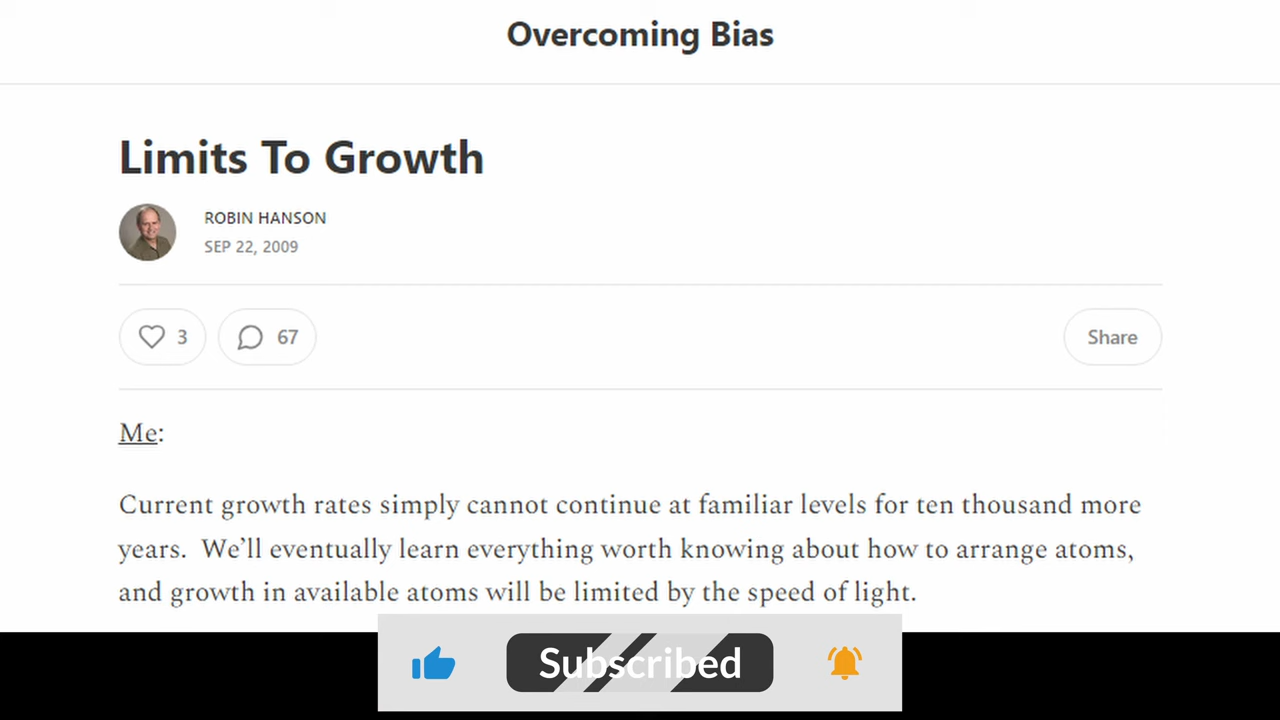 Overcoming Bias
Limits To Growth
ROBIN HANSON
SEP 22, 2009
3 67 Share
Me:
Current growth rates simply cannot continue at familiar levels for ten thousand more
years.  We’ll eventually learn everything worth knowing about how to arrange atoms,
and growth in available atoms will be limited by the speed of light.
Subscribed